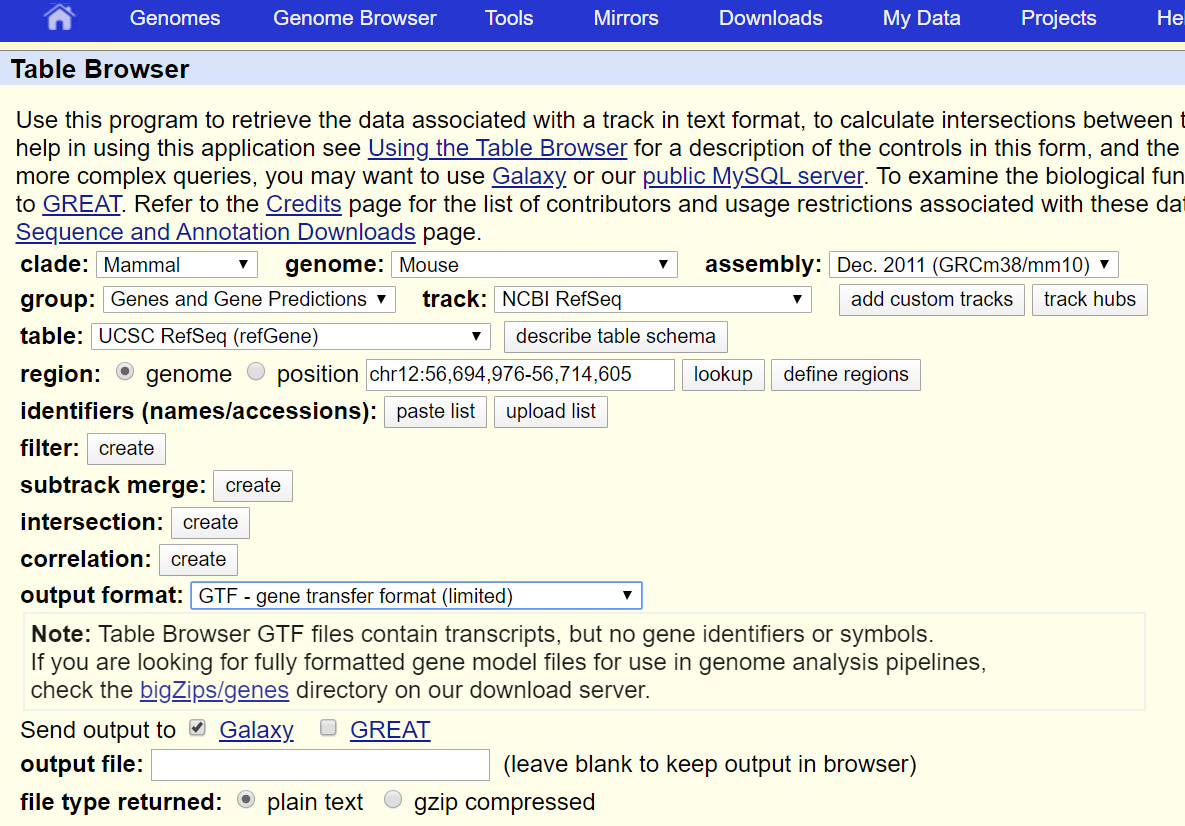 Genomes Genome Browser Tools Mirrors Downloads My Data Projects
Table Browser
Use this program to retrieve the data associated with a track in text format, to calculate intersections between
help in using this application see Using the Table Browser for a description of the controls in this form, and the
more complex queries, you may want to use Galaxy or our public MySQL server. To examine the biological
to GREAT. Refer to the Credits page for the list of contributors and usage restrictions associated with these
Sequence and Annotation Downloads page.
clade: Mammal genome: Mouse assembly: Dec. 2011 (GRCm38/mm10)
group: Genes and Gene Predictions track: NCBI RefSeq add custom tracks track hubs
table: UCSC RefSeq (refGene) describe table schema
region: genome position chr12:56,694,976-56,714,605 lookup define regions
identifiers (names/accessions): paste list upload list
filter: create
subtrack merge: create
intersection: create
correlation: create
output format: GTF - gene transfer format (limited)
Note: Table Browser GTF files contain transcripts, but no gene identifiers or symbols.
If you are looking for fully formatted gene model files for use in genome analysis pipelines,
check the bigZips/genes directory on our download server.
Send output to Galaxy GREAT
output file: (leave blank to keep output in browser)
file type returned: plain text gzip compressed